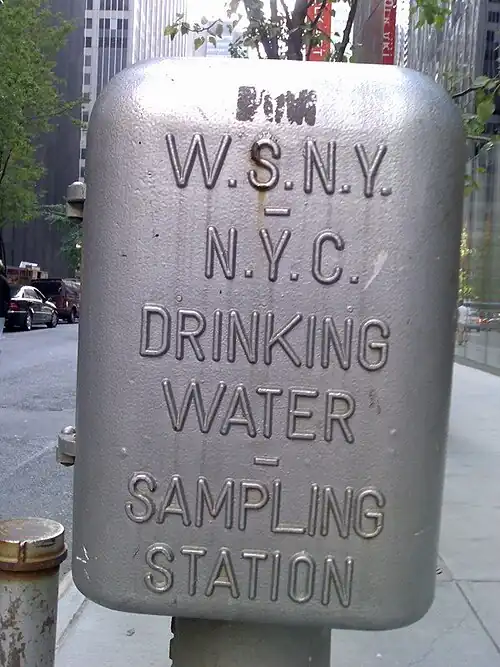 W.S.N.Y.
-
N.Y.C.
DRINKING
WATER
-
SAMPLING
STATION